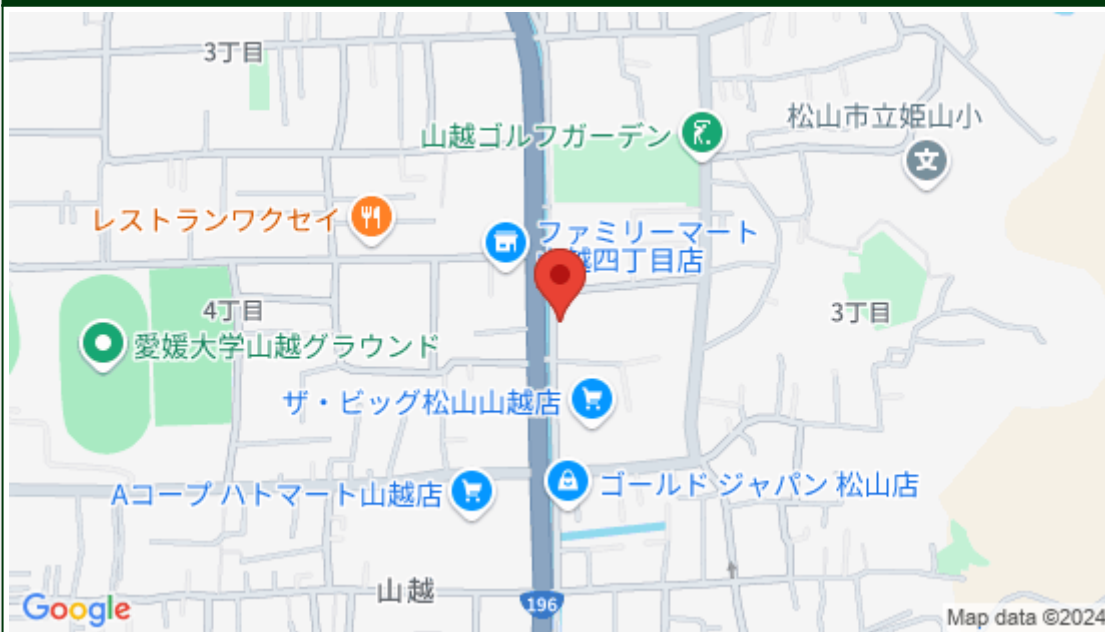 3丁目
山越ゴルフガーデン
松山市立姫山小
文
レストランワクセイ
ファミリーマート
越四丁目店
4丁目
3丁目
愛媛大学山越グラウンド
ザ・ビッグ松山山越店
Aコープ ハトマート山越店
ゴールド ジャパン 松山店
山越
196
Google
Map data ©2024